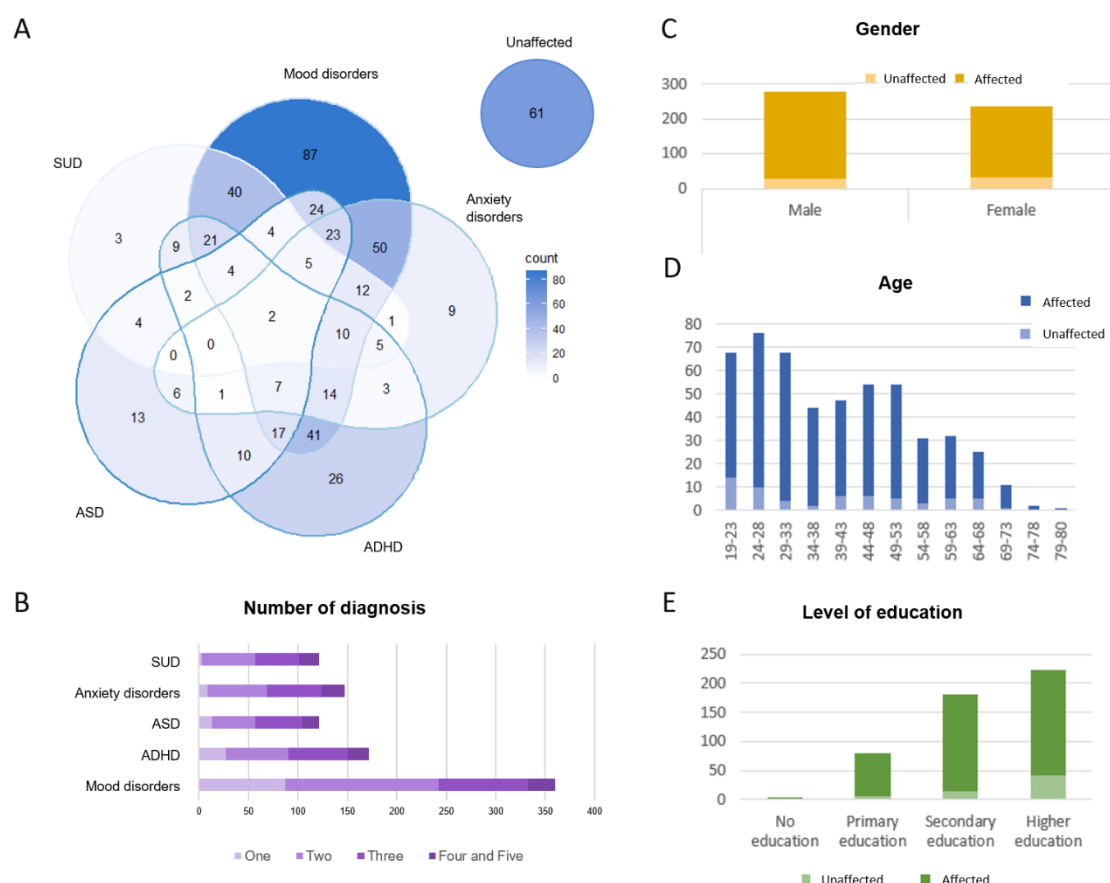 A
Unaffected
61
Mood disorders
87
SUD
40
24
Anxiety
disorders
3
9
21
4
23
50
4
5
2
12
9
4
2
10
1
0
0
5
6
1
7
14
3
13
17
41
10
26
ASD
ADHD
count
80
60
40
20
0
B
Number of diagnosis
SUD
Anxiety disorders
ASD
ADHD
Mood disorders
0 50 100 150 200 250 300 350 400
One Two Three Four and Five
C
Gender
Unaffected Affected
300
200
100
0
Male Female
D
Age
Affected
Unaffected
80
70
60
50
40
30
20
10
0
19-23 24-28 29-33 34-38 39-43 44-48 49-53 54-58 59-63 64-68 69-73 74-78 79-80
E
Level of education
250
200
150
100
50
0
No education
Primary education
Secondary education
Higher education
Unaffected Affected